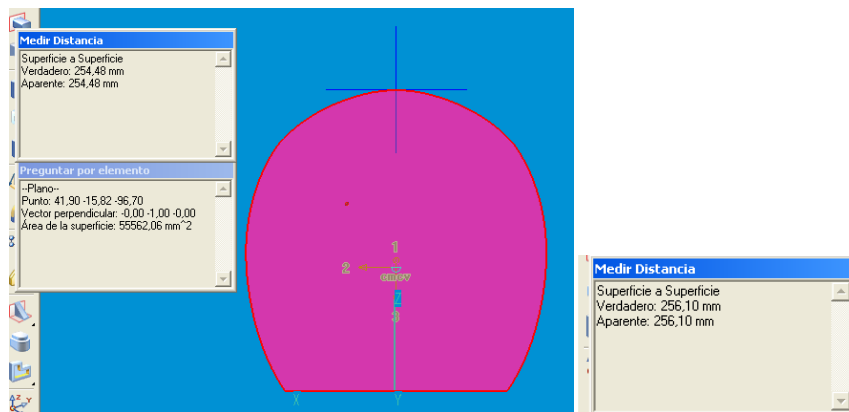 Medir Distancia
Superficie a Superficie
Verdadero: 254,48 mm
Aparente: 254,48 mm
Preguntar por elemento
--Plano--
Punto: 41,90 -15,82 -96,70
Vector perpendicular: -0,00 -1,00 -0,00
Área de la superficie: 55562,06 mm^2
1
2
cmcv
Z
3
X
Y
Medir Distancia
Superficie a Superficie
Verdadero: 256,10 mm
Aparente: 256,10 mm